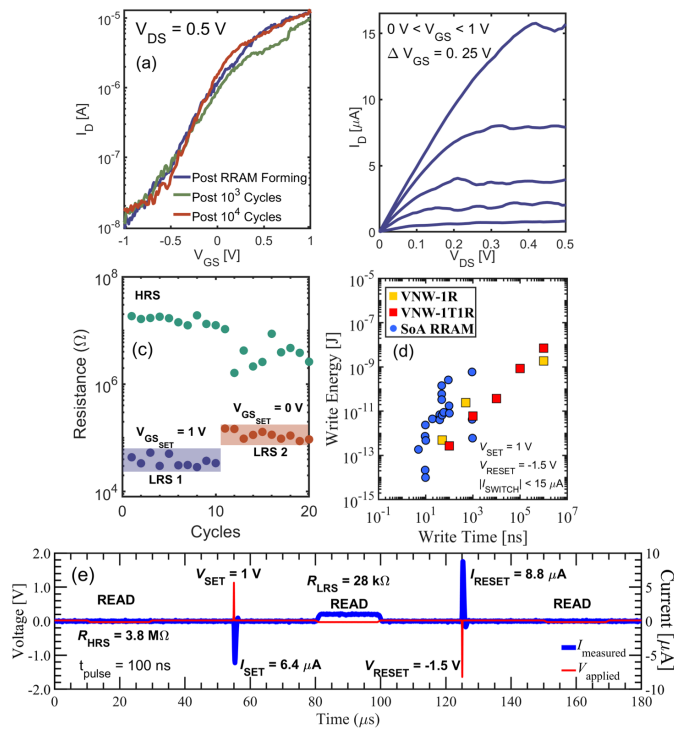 V_DS = 0.5 V
(a)
10^-5
10^-6
10^-7
10^-8
I_D [A]
Post RRAM Forming
Post 10^3 Cycles
Post 10^4 Cycles
-1
-0.5
0
0.5
1
V_GS [V]
0 V < V_GS < 1 V
Δ V_GS = 0. 25 V
15
10
5
0
I_D [μA]
0
0.1
0.2
0.3
0.4
0.5
V_DS [V]
10^8
10^6
10^4
Resistance (Ω)
HRS
(c)
V_GS_SET = 0 V
V_GS_SET = 1 V
LRS 2
LRS 1
0
5
10
15
20
Cycles
10^-5
10^-7
10^-9
10^-11
10^-13
10^-15
Write Energy [J]
VNW-1R
VNW-1T1R
SoA RRAM
(d)
V_SET = 1 V
V_RESET = -1.5 V
|I_SWITCH| < 15 μA
10^-1
10^1
10^3
10^5
10^7
Write Time [ns]
(e)
2.0
1.0
0.0
1.0
2.0
Voltage [V]
V_SET = 1 V
R_LRS = 28 kΩ
I_RESET = 8.8 μA
READ
READ
READ
R_HRS = 3.8 MΩ
t_pulse = 100 ns
I_SET = 6.4 μA
V_RESET = -1.5 V
I_measured
V_applied
10
5
0
-5
-10
Current [μA]
0
20
40
60
80
100
120
140
160
180
Time (μs)